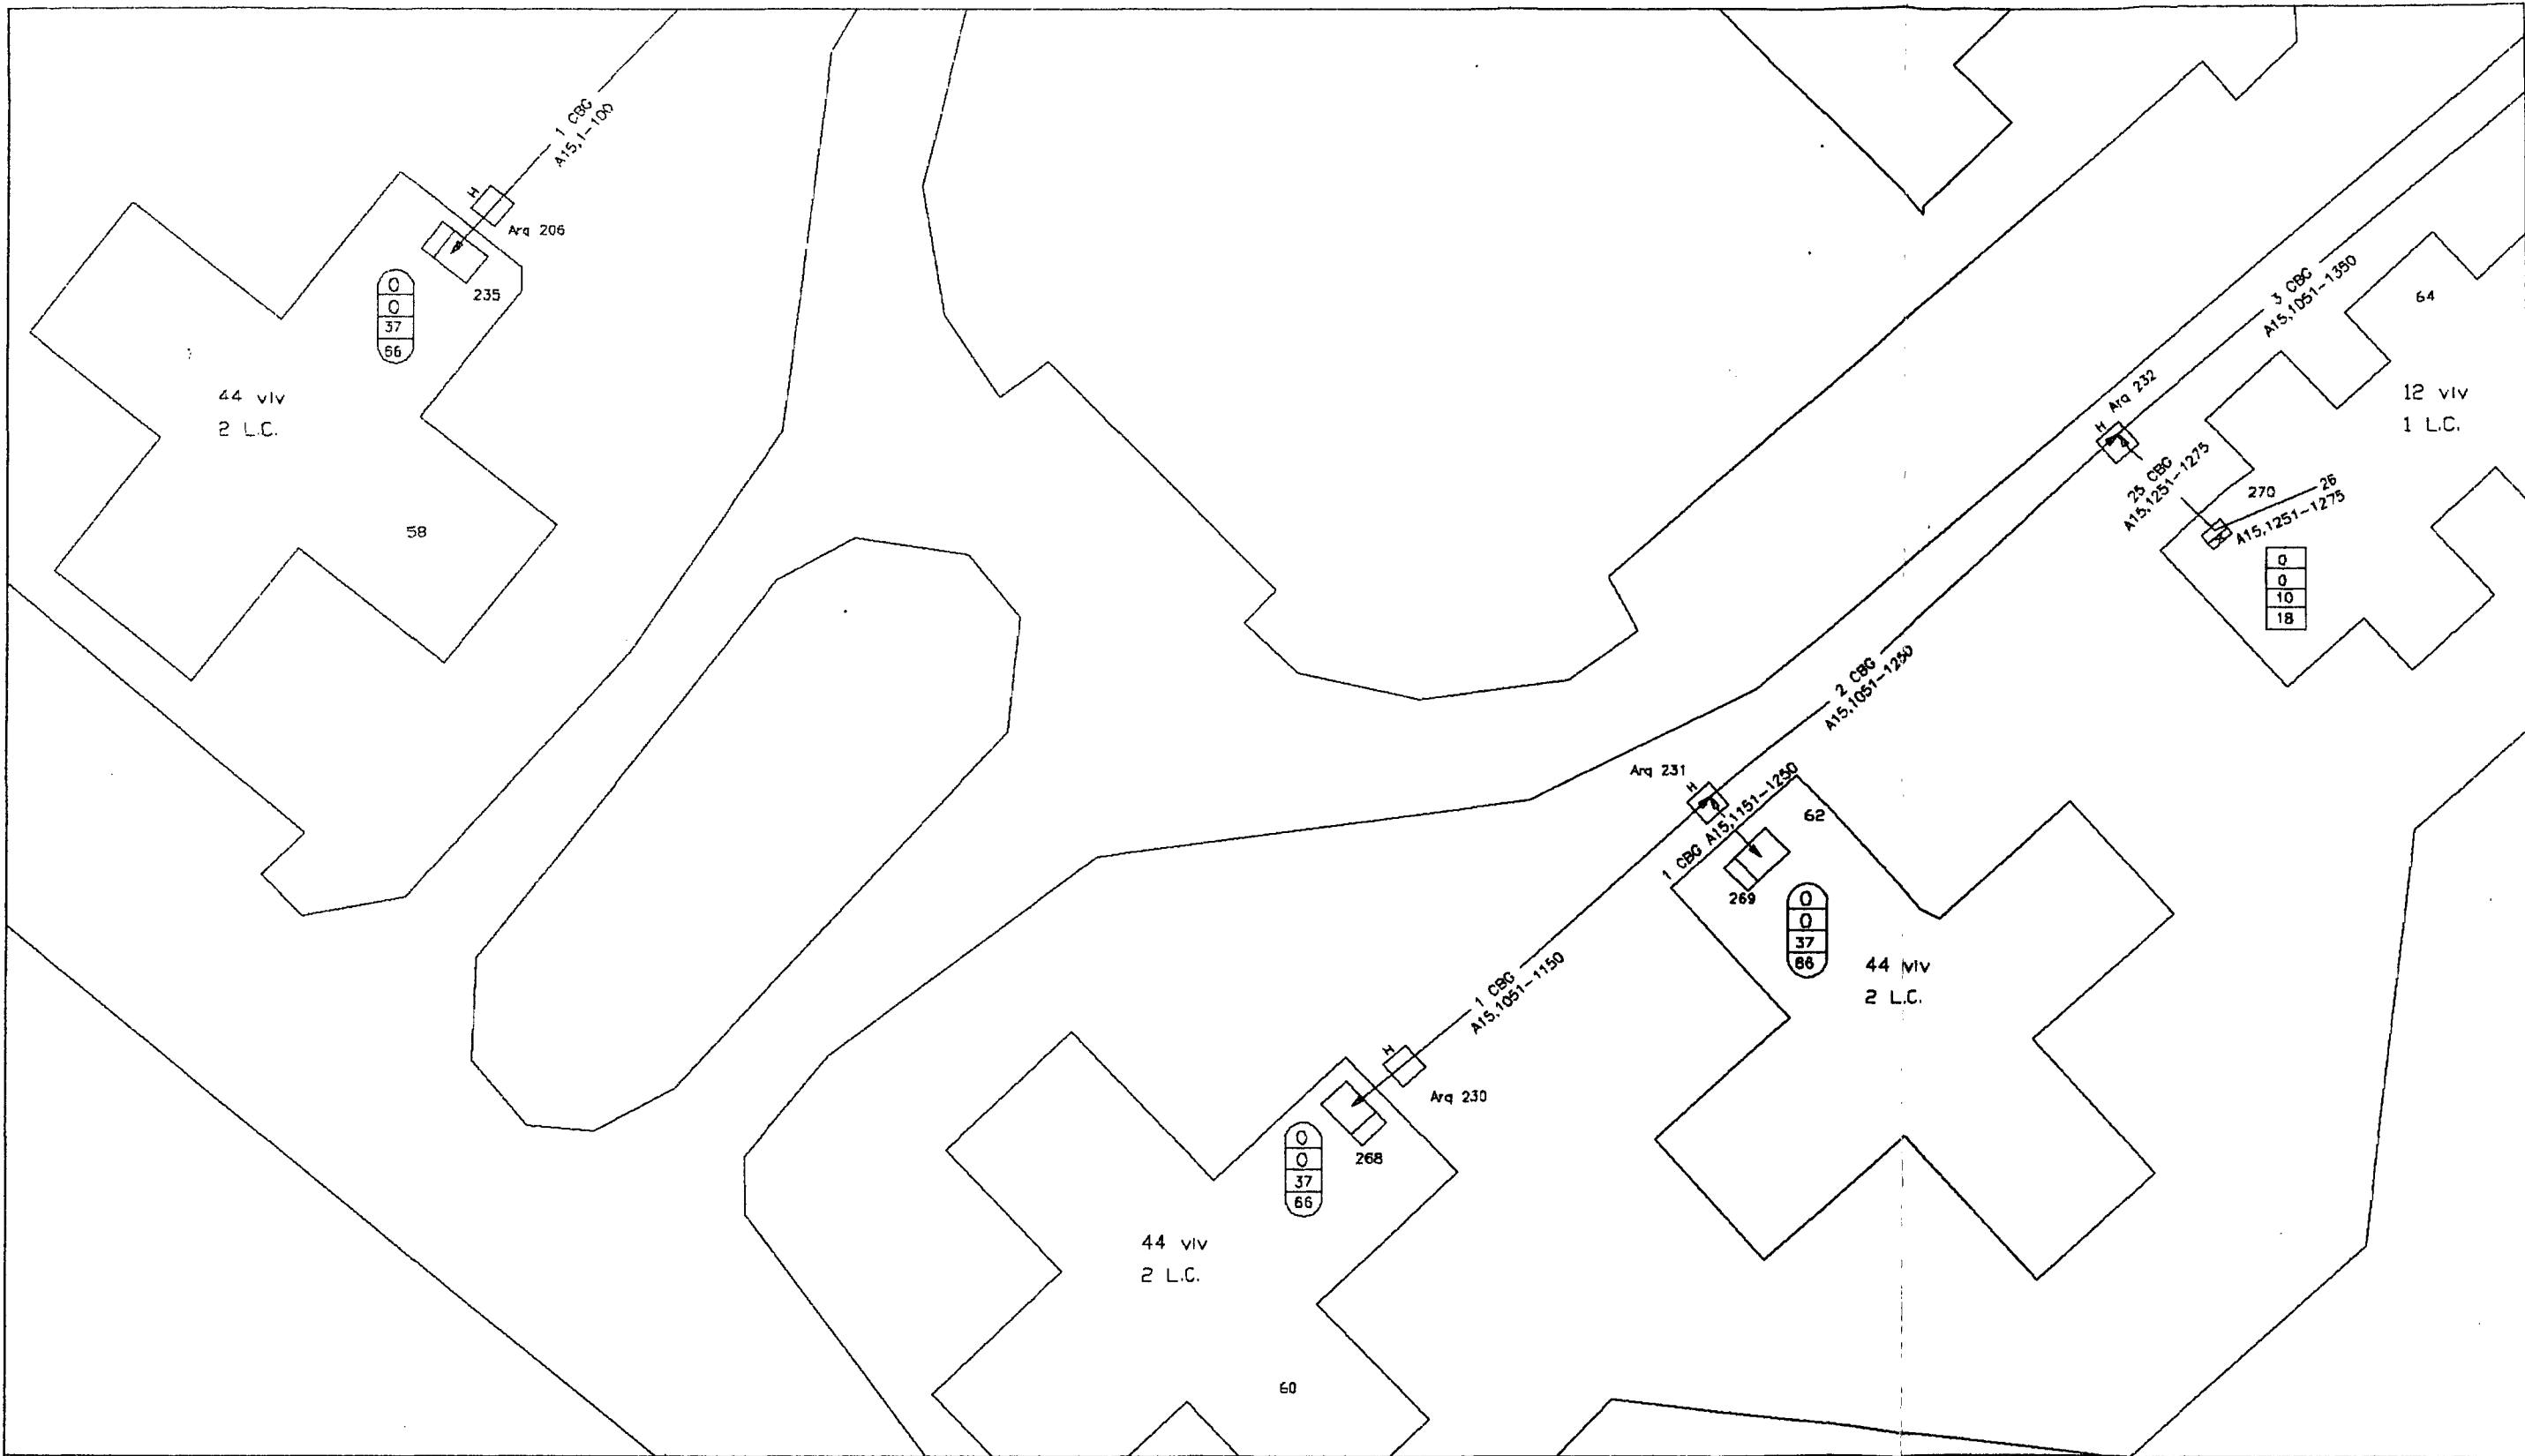 1 CBG
A15,1-100
H
Arq 206
235
0
0
37
66
44 viv
2 L.C.
58
3 CBG
A15,1051-1350
64
12 viv
1 L.C.
Arq 232
H
25 CBG
A15,1251-1275
270
26
A15,1251-1275
0
0
10
18
2 CBG
A15,1051-1250
Arq 231
H
1 CBG A15,1151-1250
62
269
0
0
37
66
44 viv
2 L.C.
1 CBG
A15,1051-1150
H
Arq 230
268
0
0
37
66
44 viv
2 L.C.
60